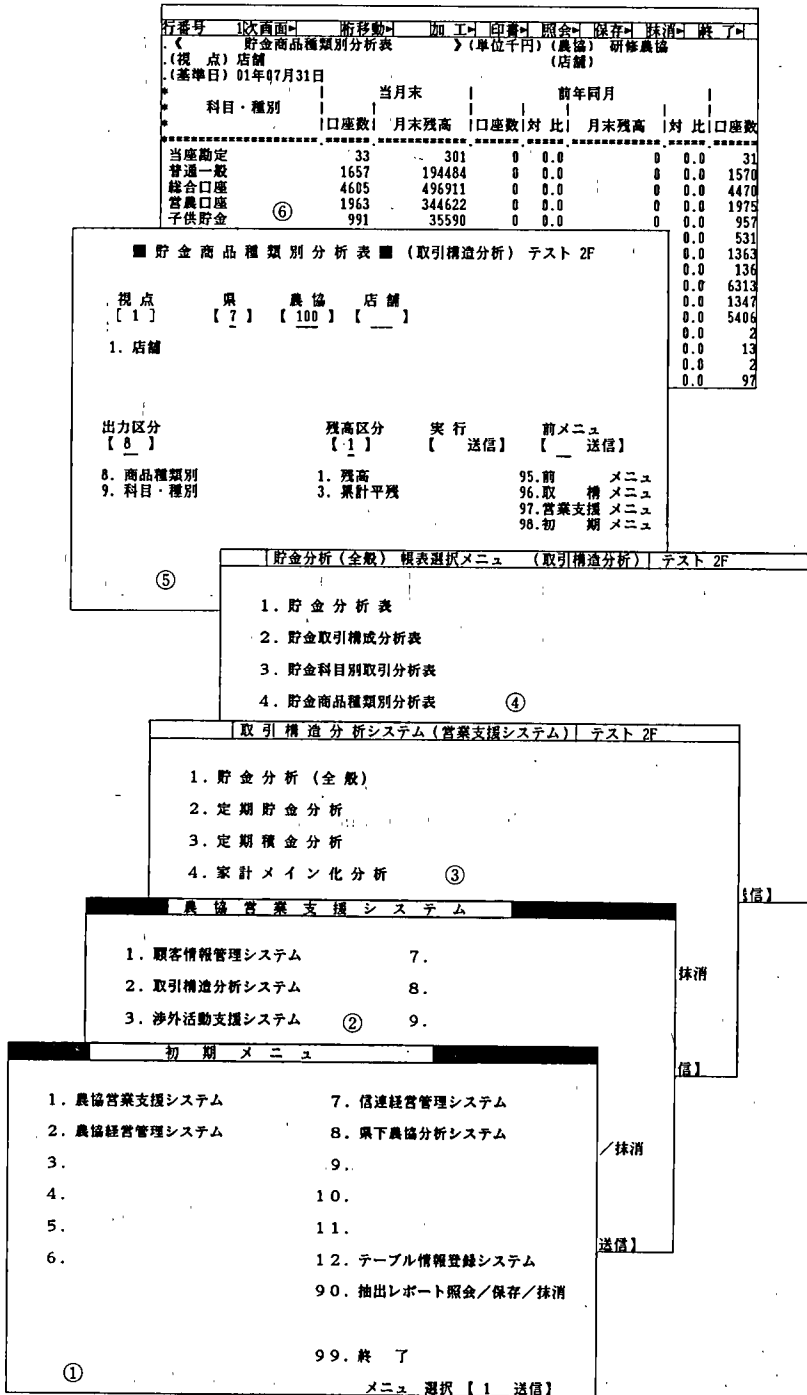 行番号 1次画面► 桁移動► 加 工► 印書► 照会► 保存► 抹消► 終 了►
.《 貯金商品種類別分析表 》(単位千円)(農協) 研修農協
.(視 点) 店舗 (店舗)
.(基準日) 01年07月31日
* 当月末 前年同月
* 科目・種別
* 口座数 月末残高 口座数 対 比 月末残高 対 比 口座数
当座勘定 33 301 0 0.0 0 0.0 31
普通一般 1657 194484 0 0.0 0 0.0 1570
総合口座 4605 496911 0 0.0 0 0.0 4470
営農口座 1963 344622 0 0.0 0 0.0 1975
子供貯金 991 35590 0 0.0 0 0.0 957
⑥
0.0 531
0.0 1363
0.0 136
0.0 6313
0.0 1347
0.0 5406
0.0 2
0.0 13
0.0 2
0.0 97
■ 貯 金 商 品 種 類 別 分 析 表 ■ (取引構造分析) テスト 2F
視 点 県 農 協 店 舗
[ 1 ] 【 7 】 【 100 】 【 】
1. 店舗
出力区分 残高区分 実 行 前メニュー
【 8 】 【 1 】 【 送信】 【 送信】
8. 商品種類別 1. 残高 95.前 メニュー
9. 科目・種別 3. 累計平残 96.取 構 メニュー
97.営業支援 メニュー
98.初 期 メニュー
⑤
貯金分析(全般) 帳表選択メニュー (取引構造分析) テスト 2F
1. 貯 金 分 析 表
2. 貯金取引構成分析表
3. 貯金科目別取引分析表
4. 貯金商品種類別分析表 ④
取 引 構 造 分 析システム(営業支援システム) テスト 2F
1. 貯 金 分 析 (全 般)
2. 定 期 貯 金 分 析
3. 定 期 積 金 分 析
4. 家 計 メ イ ン 化 分 析 ③
信】
農 協 営 業 支 援 シ ス テ ム
1. 顧客情報管理システム 7.
2. 取引構造分析システム 8.
3. 渉外活動支援システム ② 9.
抹消
信】
初 期 メ ニ ュ
1. 農協営業支援システム 7. 信連経営管理システム
2. 農協経営管理システム 8. 県下農協分析システム
3. 9.
4. 10.
5. 11.
6. 12. テーブル情報登録システム
90. 抽出レポート照会/保存/抹消
/抹消
送信】
99. 終 了
① メニュー 選択 【 1 送信】